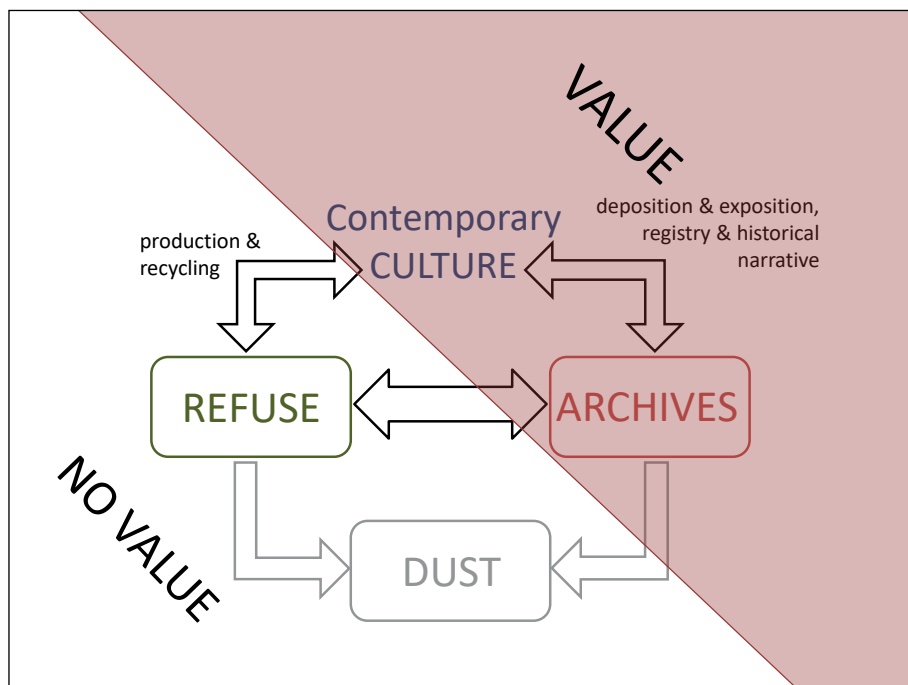 VALUE
Contemporary
CULTURE
deposition & exposition,
registry & historical
narrative
production &
recycling
REFUSE
ARCHIVES
NO VALUE
DUST